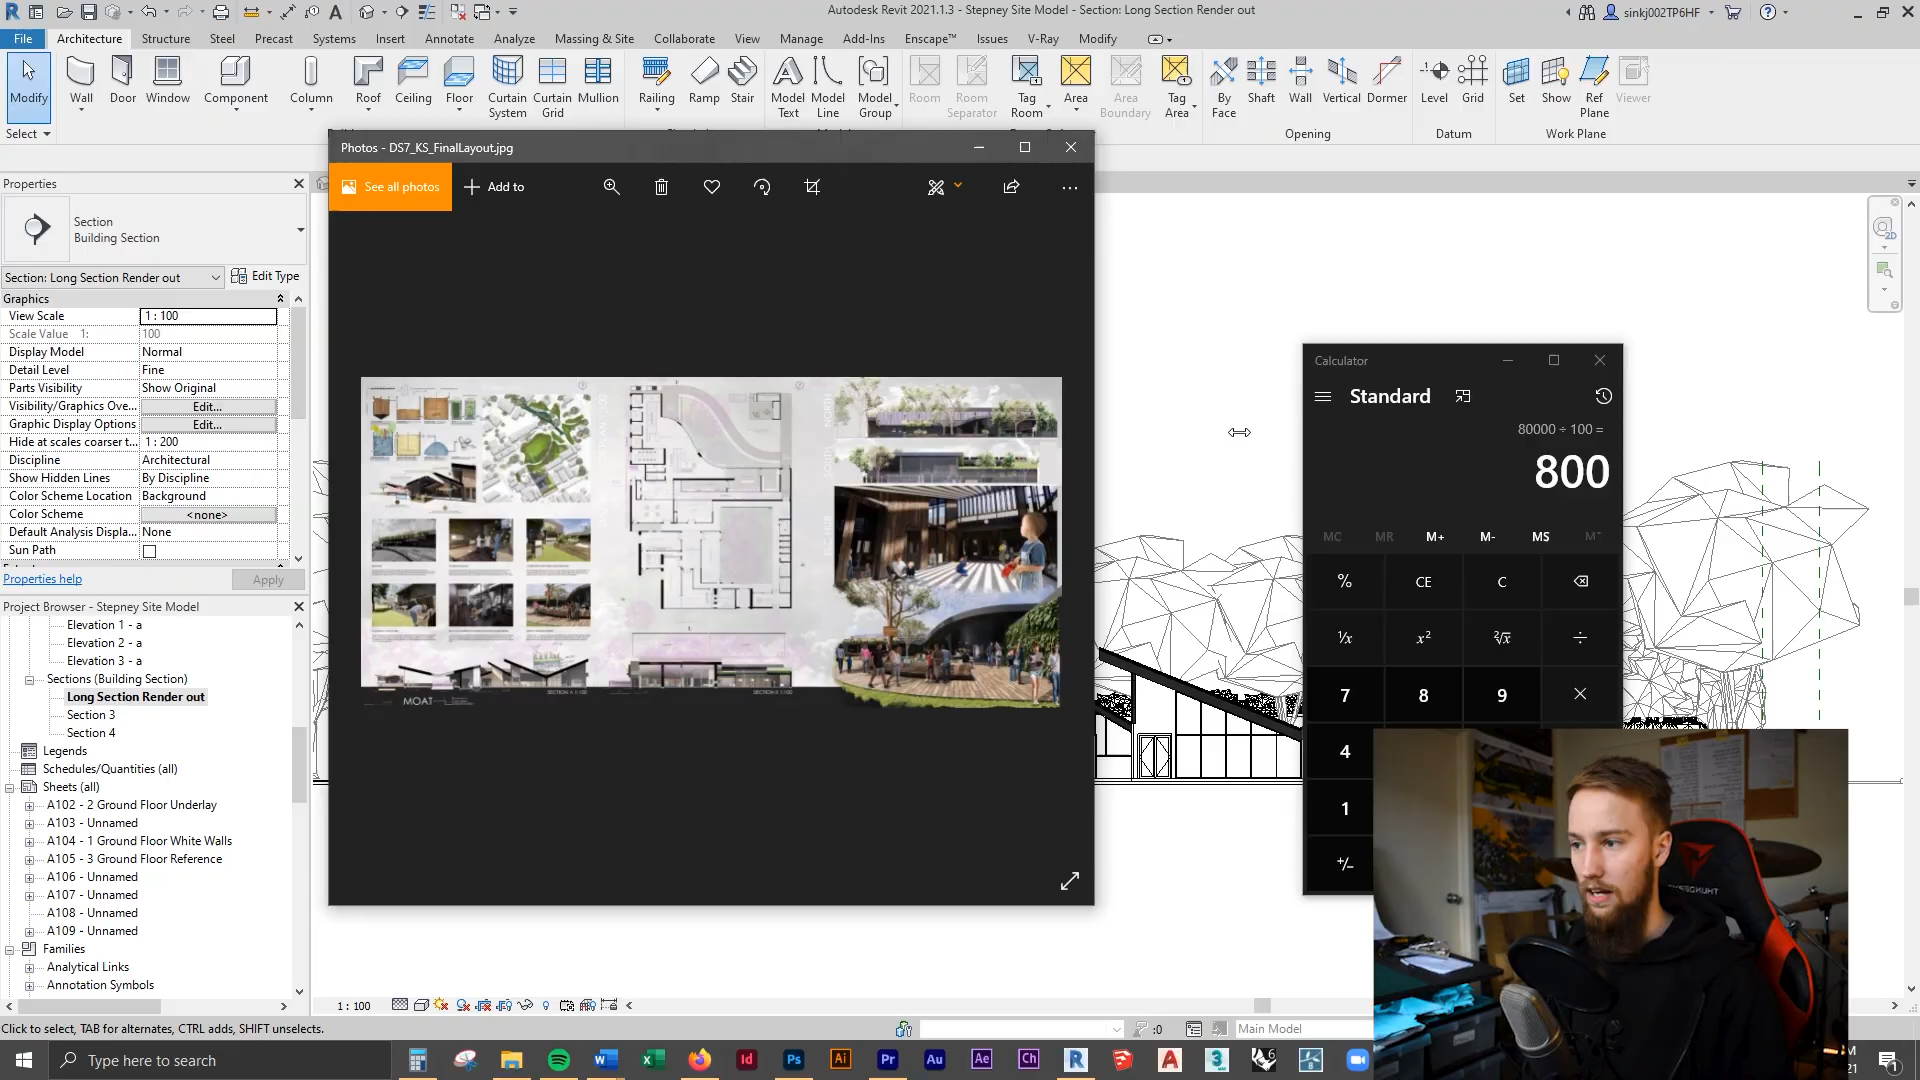 Autodesk Revit 2021.1.3 - Stepney Site Model - Section: Long Section Render out
sinkj002TP6HF
File Architecture Structure Steel Precast Systems Insert Annotate Analyze Massing & Site Collaborate View Manage Add-Ins Enscape™ Issues V-Ray Modify
Modify Wall Door Window Component Column Roof Ceiling Floor Curtain System Curtain Grid Mullion Railing Ramp Stair Model Text Model Line Model Group Room Room Separator Tag Room Area Area Boundary Tag Area By Face Shaft Wall Vertical Dormer Level Grid Set Show Ref Plane Viewer
Select Opening Datum Work Plane
Photos - DS7_KS_FinalLayout.jpg
See all photos
Add to
MOAT
Properties
Section
Building Section
Section: Long Section Render out
Edit Type
Graphics
View Scale 1 : 100
Scale Value 1: 100
Display Model Normal
Detail Level Fine
Parts Visibility Show Original
Visibility/Graphics Ove... Edit...
Graphic Display Options Edit...
Hide at scales coarser t... 1 : 200
Discipline Architectural
Show Hidden Lines By Discipline
Color Scheme Location Background
Color Scheme <none>
Default Analysis Displa... None
Sun Path
Properties help
Apply
Project Browser - Stepney Site Model
Elevation 1 - a
Elevation 2 - a
Elevation 3 - a
Sections (Building Section)
Long Section Render out
Section 3
Section 4
Legends
Schedules/Quantities (all)
Sheets (all)
A102 - 2 Ground Floor Underlay
A103 - Unnamed
A104 - 1 Ground Floor White Walls
A105 - 3 Ground Floor Reference
A106 - Unnamed
A107 - Unnamed
A108 - Unnamed
A109 - Unnamed
Families
Analytical Links
Annotation Symbols
Calculator
Standard
80000 ÷ 100 =
800
MC MR M+ M- MS
% CE C
¹/x x² ²√x ÷
7 8 9 ×
4
1
+/-
2D
THUNDERX3
1 : 100
Click to select, TAB for alternates, CTRL adds, SHIFT unselects.
:0
Main Model
Type here to search
Id Ps Ai Pr Au Ae Ch R A 3